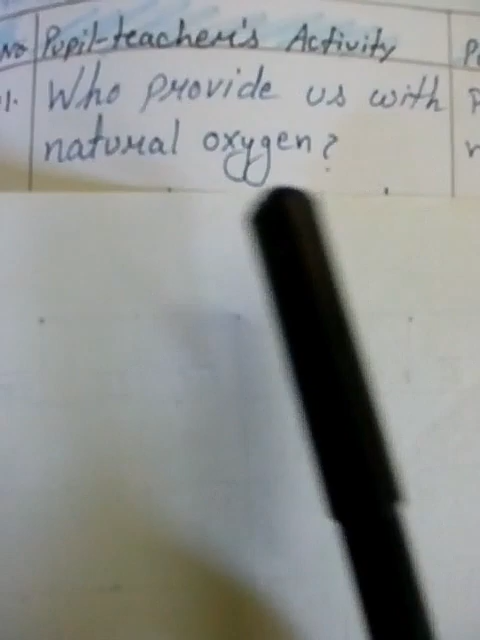 No Pupil-teacher's Activity
1. Who provide us with
natural oxygen?